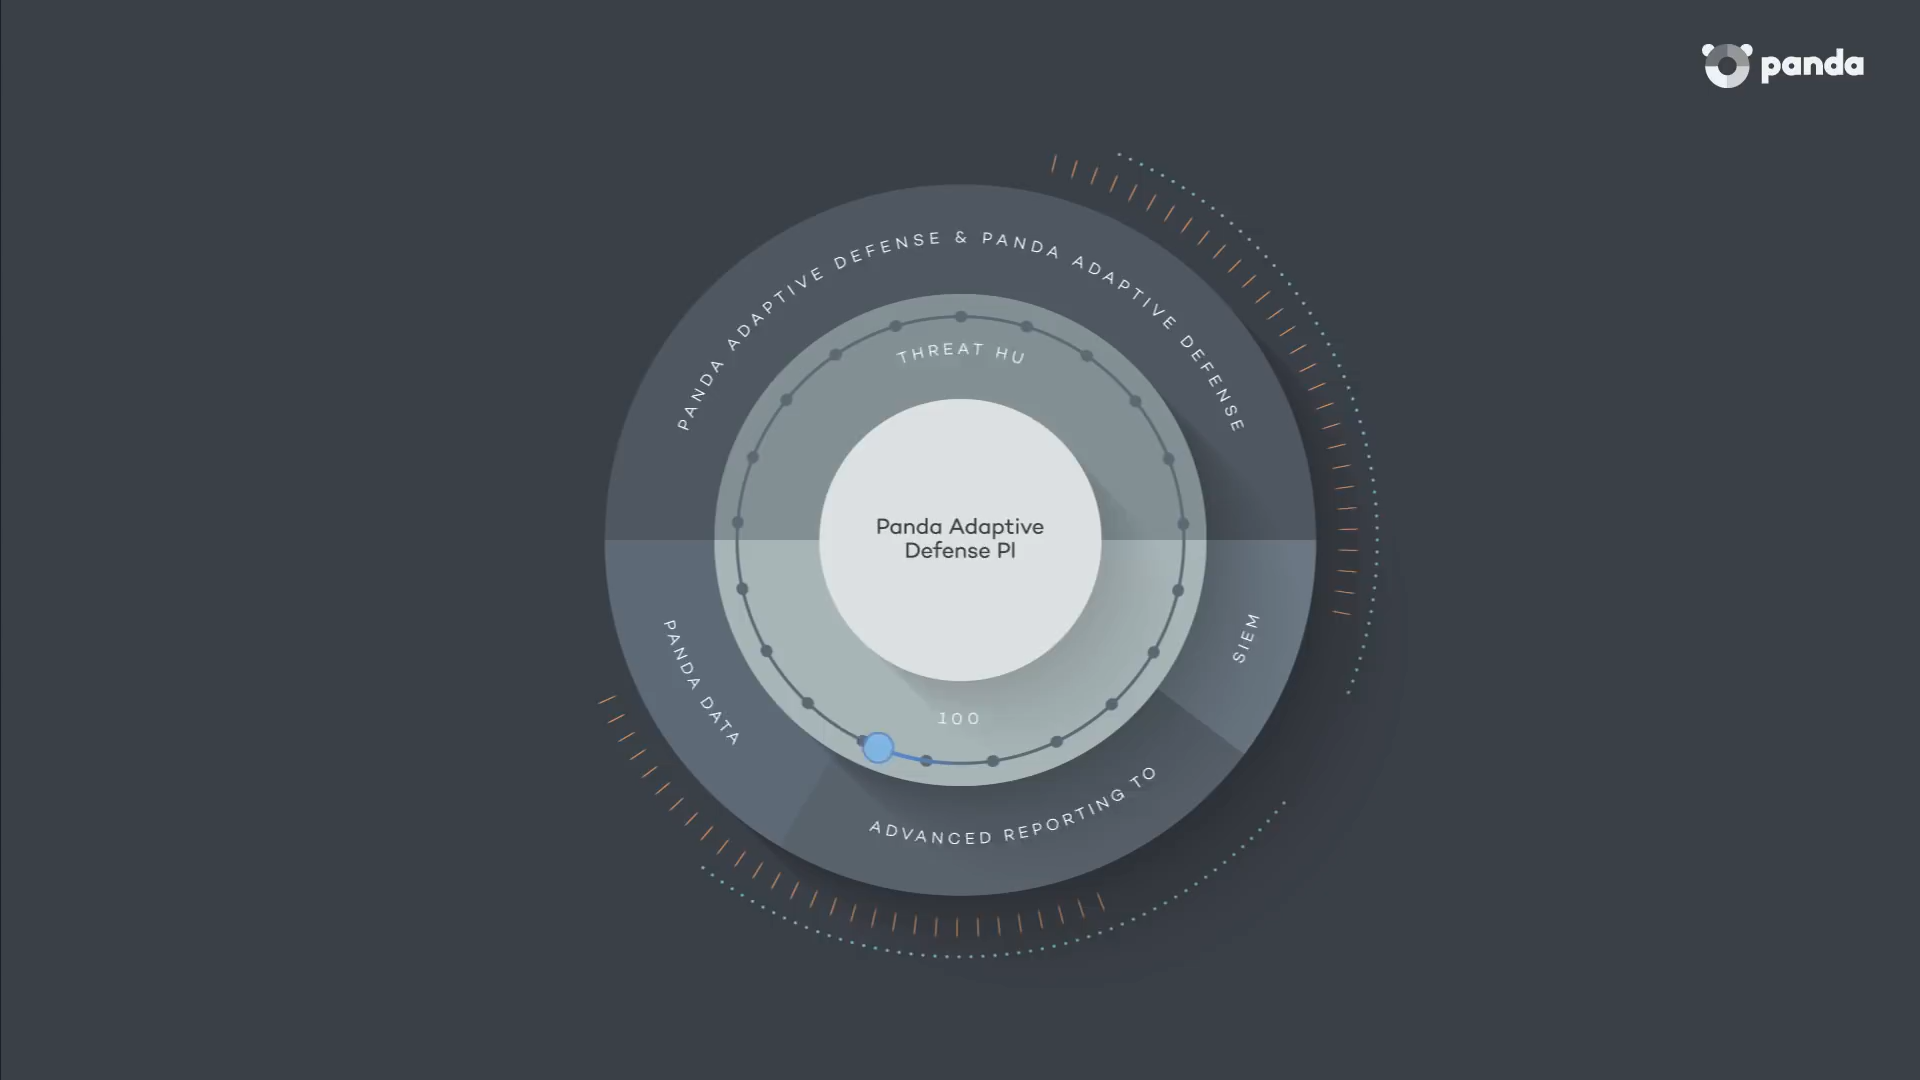 panda
PANDA ADAPTIVE DEFENSE & PANDA ADAPTIVE DEFENSE
THREAT HU
Panda Adaptive
Defense Pl
PANDA DATA
SIEM
100
ADVANCED REPORTING TO